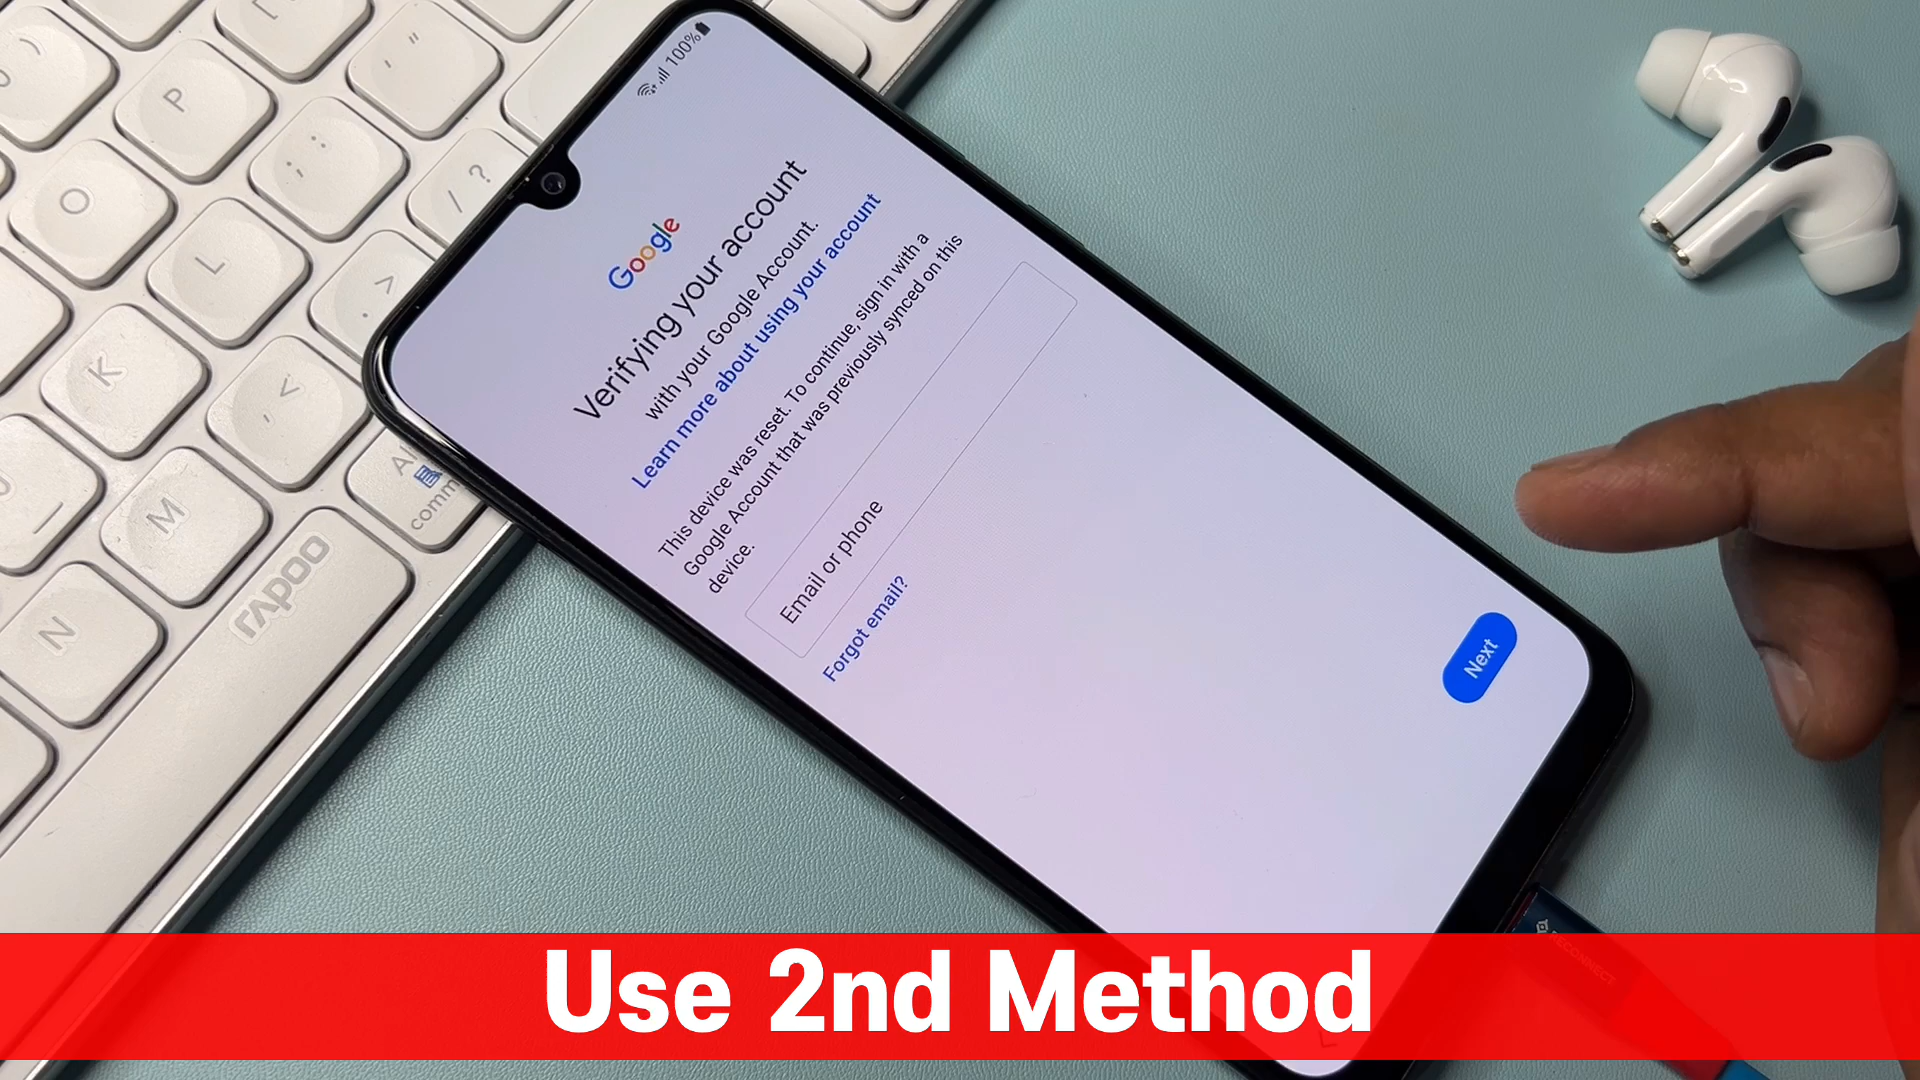 100%
Google
Verifying your account
with your Google Account.
Learn more about using your account
This device was reset. To continue, sign in with a
Google Account that was previously synced on this
device.
Email or phone
Forgot email?
Next
P
O
L
K
M
N
/ ?
. >
, <
; :
' "
[
J
comm
rapoo
Use 2nd Method